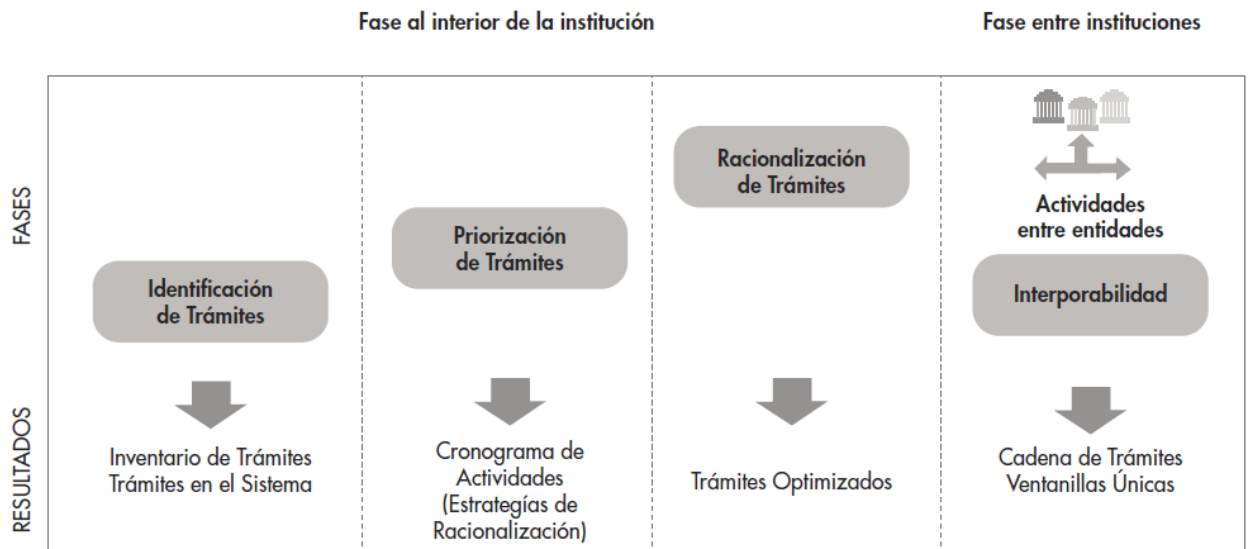 Fase al interior de la institución
Fase entre instituciones
FASES
Identificación
de Trámites
Priorización
de Trámites
Racionalización
de Trámites
Actividades
entre entidades
Interporabilidad
RESULTADOS
Inventario de Trámites
Trámites en el Sistema
Cronograma de
Actividades
(Estrategías de
Racionalización)
Trámites Optimizados
Cadena de Trámites
Ventanillas Únicas